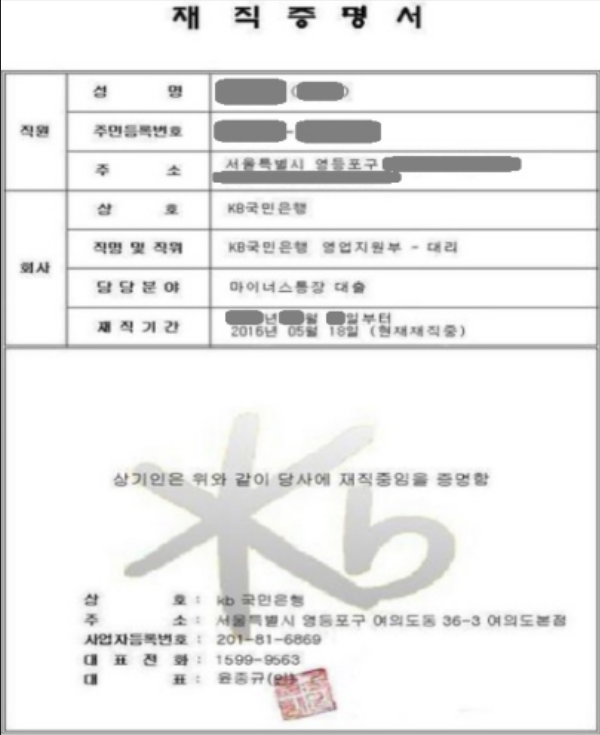 재 직 증 명 서
직원
성 명
( )
주민등록번호
-
주 소
서울특별시 영등포구
회사
상 호
KB국민은행
직명 및 직위
KB국민은행 영업지원부 - 대리
담 당 분 야
마이너스통장 대출
재 직 기 간
년 월 일부터
2016년 05월 18일 (현재재직중)
Kb
상기인은 위와 같이 당사에 재직중임을 증명함
상 호 : kb 국민은행
주 소 : 서울특별시 영등포구 여의도동 36-3 여의도본점
사업자등록번호 : 201-81-6869
대 표 전 화 : 1599-9563
대 표 : 윤종규(인)